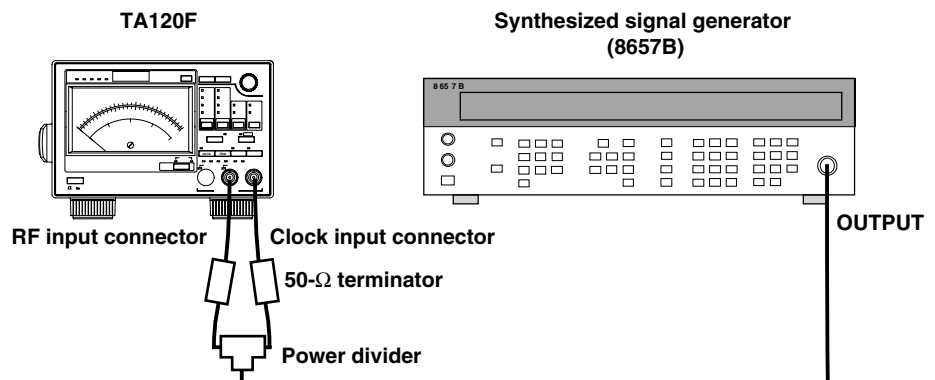 TA120F
Synthesized signal generator
(8657B)
8657B
RF input connector
Clock input connector
OUTPUT
50-Ω terminator
Power divider